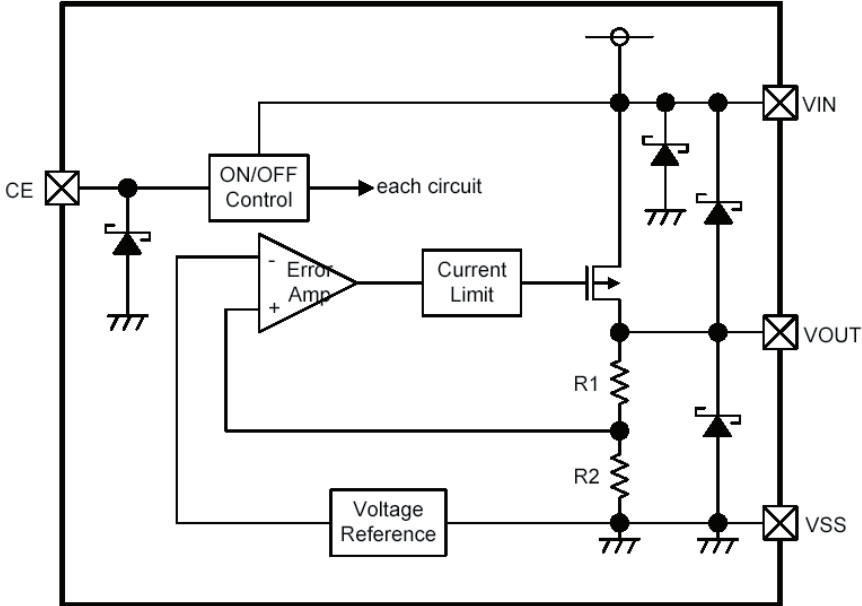 VIN
ON/OFF
Control
each circuit
CE
-
Error
Amp
+
Current
Limit
VOUT
R1
R2
Voltage
Reference
VSS